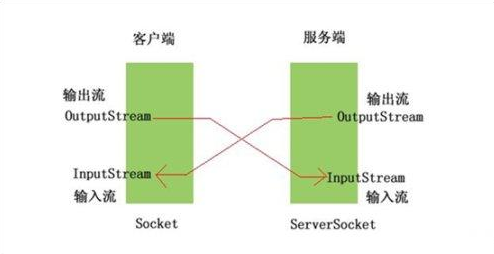 客户端
服务端
输出流
OutputStream
输出流
OutputStream
InputStream
输入流
InputStream
输入流
Socket
ServerSocket